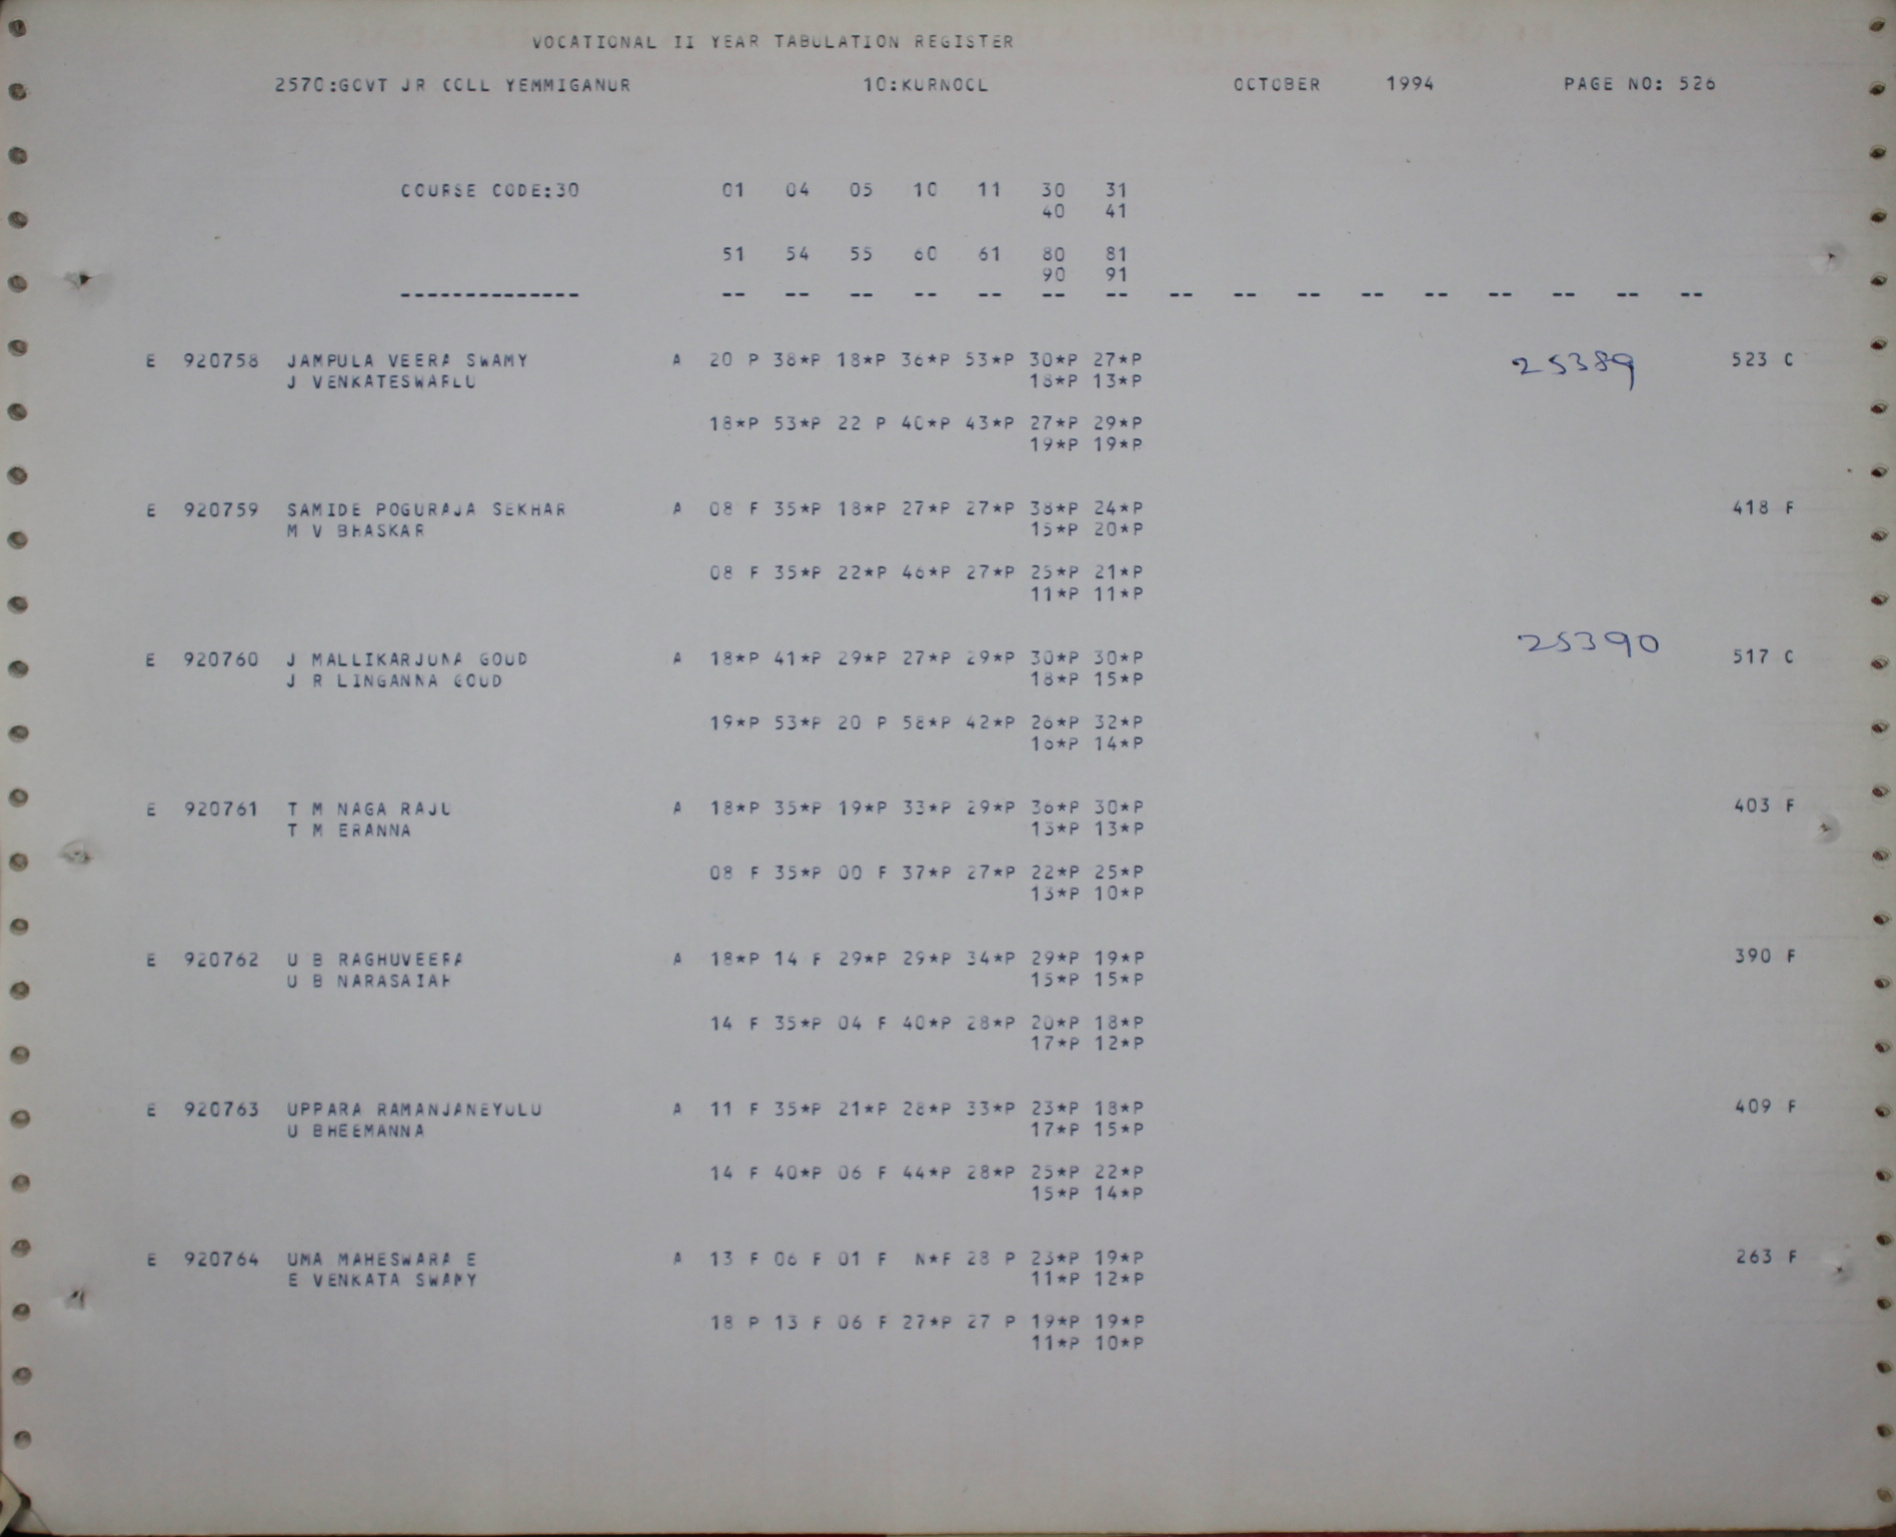 VOCATIONAL II YEAR TABULATION REGISTER
2570:GOVT JR COLL YEMMIGANUR 10:KURNOOL OCTOBER 1994 PAGE NO: 526
COURSE CODE:30 01 04 05 10 11 30 31
40 41
51 54 55 60 61 80 81
90 91
-------------- -- -- -- -- -- -- -- -- -- -- -- -- -- -- -- --
E 920758 JAMPULA VEERA SWAMY A 20 P 38*P 18*P 36*P 53*P 30*P 27*P 25389 523 C
J VENKATESWARLU 18*P 13*P
18*P 53*P 22 P 40*P 43*P 27*P 29*P
19*P 19*P
E 920759 SAMIDE POGURAJA SEKHAR A 08 F 35*P 18*P 27*P 27*P 38*P 24*P 418 F
M V BHASKAR 15*P 20*P
08 F 35*P 22*P 46*P 27*P 25*P 21*P
11*P 11*P
25390
E 920760 J MALLIKARJUNA GOUD A 18*P 41*P 29*P 27*P 29*P 30*P 30*P 517 C
J R LINGANNA GOUD 18*P 15*P
19*P 53*P 20 P 58*P 42*P 26*P 32*P
16*P 14*P
E 920761 T M NAGA RAJU A 18*P 35*P 19*P 33*P 29*P 36*P 30*P 403 F
T M ERANNA 13*P 13*P
08 F 35*P 00 F 37*P 27*P 22*P 25*P
13*P 10*P
E 920762 U B RAGHUVEERA A 18*P 14 F 29*P 29*P 34*P 29*P 19*P 390 F
U B NARASAIAH 15*P 15*P
14 F 35*P 04 F 40*P 28*P 20*P 18*P
17*P 12*P
E 920763 UPPARA RAMANJANEYULU A 11 F 35*P 21*P 28*P 33*P 23*P 18*P 409 F
U BHEEMANNA 17*P 15*P
14 F 40*P 06 F 44*P 28*P 25*P 22*P
15*P 14*P
E 920764 UMA MAHESWARA E A 13 F 06 F 01 F N*F 28 P 23*P 19*P 263 F
E VENKATA SWAMY 11*P 12*P
18 P 13 F 06 F 27*P 27 P 19*P 19*P
11*P 10*P